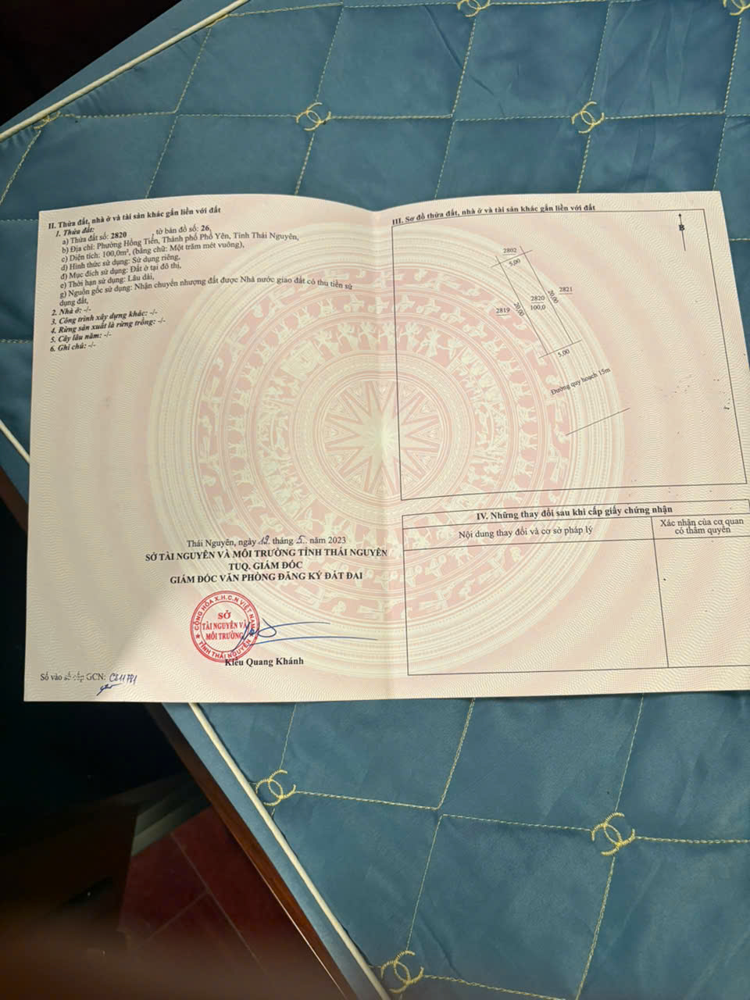 II. Thửa đất, nhà ở và tài sản khác gắn liền với đất
1. Thửa đất:
a) Thửa đất số: 2820 tờ bản đồ số: 26,
b) Địa chỉ: Phường Hồng Tiến, Thành phố Phổ Yên, Tỉnh Thái Nguyên,
c) Diện tích: 100,0m², (bằng chữ: Một trăm mét vuông),
d) Hình thức sử dụng: Sử dụng riêng,
đ) Mục đích sử dụng: Đất ở tại đô thị,
e) Thời hạn sử dụng: Lâu dài,
g) Nguồn gốc sử dụng: Nhận chuyển nhượng đất được Nhà nước giao đất có thu tiền sử
dụng đất,
2. Nhà ở: -/-
3. Công trình xây dựng khác: -/-
4. Rừng sản xuất là rừng trồng: -/-
5. Cây lâu năm: -/-
6. Ghi chú: -/-
Thái Nguyên, ngày 12 tháng 5 năm 2023
SỞ TÀI NGUYÊN VÀ MÔI TRƯỜNG TỈNH THÁI NGUYÊN
TUQ. GIÁM ĐỐC
GIÁM ĐỐC VĂN PHÒNG ĐĂNG KÝ ĐẤT ĐAI
CỘNG HÒA X.H.C.N VIỆT NAM
SỞ
TÀI NGUYÊN VÀ
MÔI TRƯỜNG
TỈNH THÁI NGUYÊN
Kiều Quang Khánh
Số vào sổ cấp GCN:
III. Sơ đồ thửa đất, nhà ở và tài sản khác gắn liền với đất
B
2802
5,00
2821
20,00
2820
100,0
2819
20,00
5,00
Đường quy hoạch 15m
IV. Những thay đổi sau khi cấp giấy chứng nhận
Nội dung thay đổi và cơ sở pháp lý
Xác nhận của cơ quan
có thẩm quyền